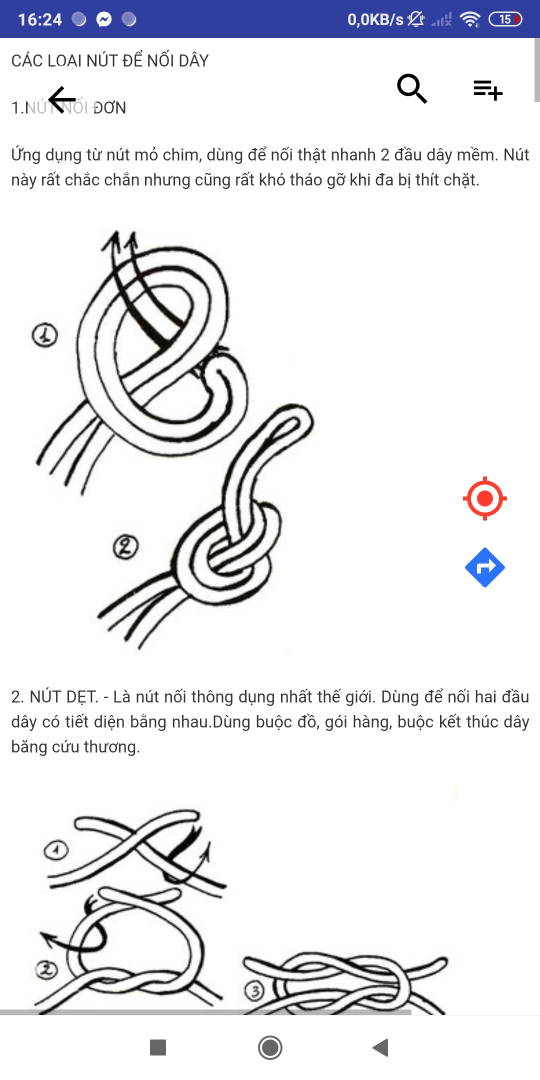 16:24
0,0KB/s
15
CÁC LOẠI NÚT ĐỂ NỐI DÂY
1.NÚT NỐI ĐƠN
Ứng dụng từ nút mỏ chim, dùng để nối thật nhanh 2 đầu dây mềm. Nút
này rất chắc chắn nhưng cũng rất khó tháo gỡ khi đa bị thít chặt.
1
2
2. NÚT DẸT. - Là nút nối thông dụng nhất thế giới. Dùng để nối hai đầu
dây có tiết diện bằng nhau.Dùng buộc đồ, gói hàng, buộc kết thúc dây
băng cứu thương.
1
2
3